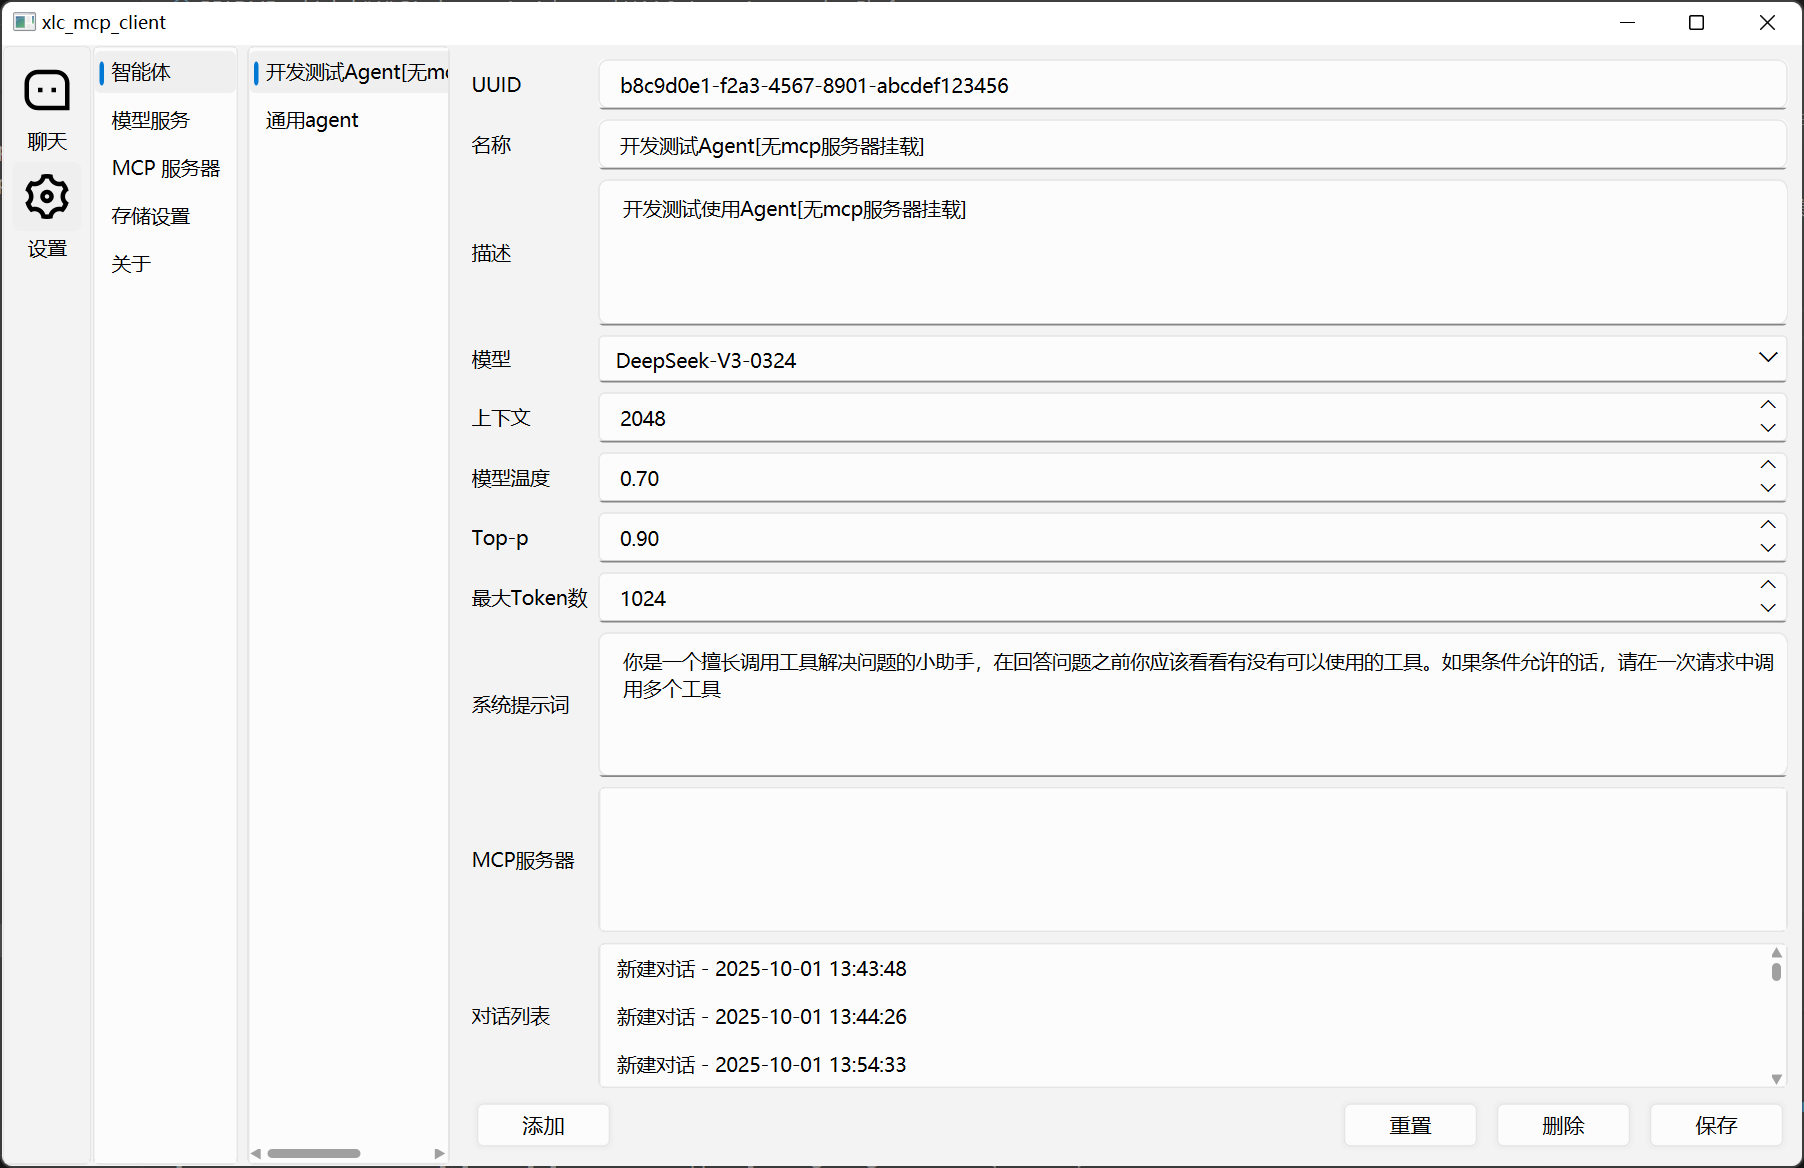 xlc_mcp_client
聊天
设置
智能体
模型服务
MCP 服务器
存储设置
关于
开发测试Agent[无mc
通用agent
UUID
b8c9d0e1-f2a3-4567-8901-abcdef123456
名称
开发测试Agent[无mcp服务器挂载]
描述
开发测试使用Agent[无mcp服务器挂载]
模型
DeepSeek-V3-0324
上下文
2048
模型温度
0.70
Top-p
0.90
最大Token数
1024
系统提示词
你是一个擅长调用工具解决问题的小助手，在回答问题之前你应该看看有没有可以使用的工具。如果条件允许的话，请在一次请求中调
用多个工具
MCP服务器
对话列表
新建对话 - 2025-10-01 13:43:48
新建对话 - 2025-10-01 13:44:26
新建对话 - 2025-10-01 13:54:33
添加
重置
删除
保存